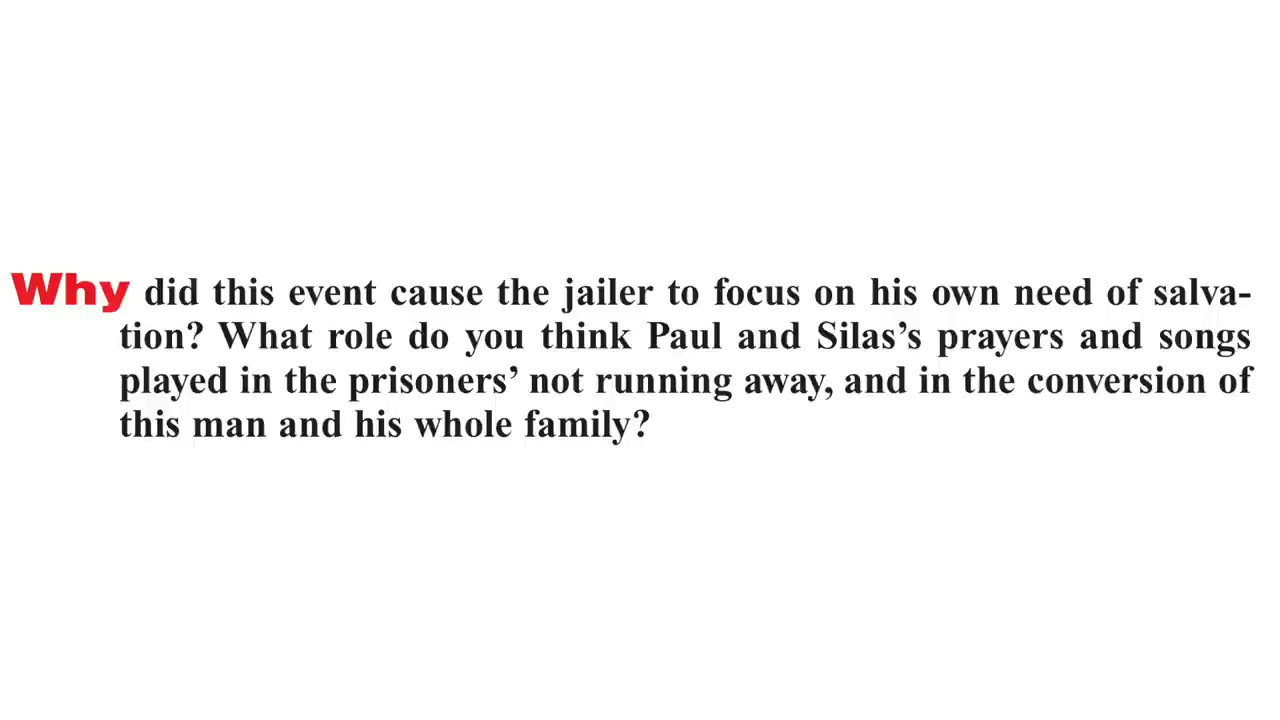 Why did this event cause the jailer to focus on his own need of salva-
tion? What role do you think Paul and Silas’s prayers and songs
played in the prisoners’ not running away, and in the conversion of
this man and his whole family?